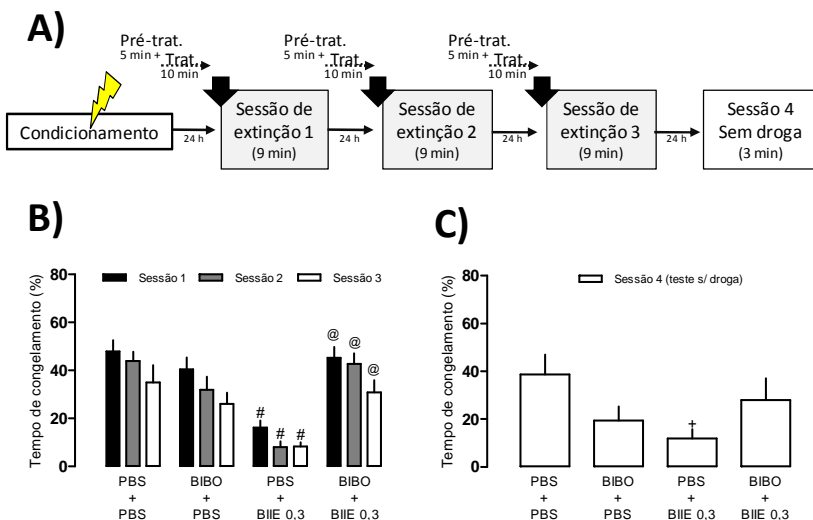 A)
Pré-trat.
5 min + Trat.
10 min
Pré-trat.
5 min + Trat.
10 min
Pré-trat.
5 min + Trat.
10 min
Condicionamento
24 h
Sessão de
extinção 1
(9 min)
24 h
Sessão de
extinção 2
(9 min)
24 h
Sessão de
extinção 3
(9 min)
24 h
Sessão 4
Sem droga
(3 min)
B)
Tempo de congelamento (%)
80
60
40
20
0
Sessão 1
Sessão 2
Sessão 3
# # #
@ @ @
PBS
+
PBS
BIBO
+
PBS
PBS
+
BIIE 0,3
BIBO
+
BIIE 0,3
C)
Tempo de congelamento (%)
80
60
40
20
0
Sessão 4 (teste s/ droga)
+
PBS
+
PBS
BIBO
+
PBS
PBS
+
BIIE 0,3
BIBO
+
BIIE 0,3